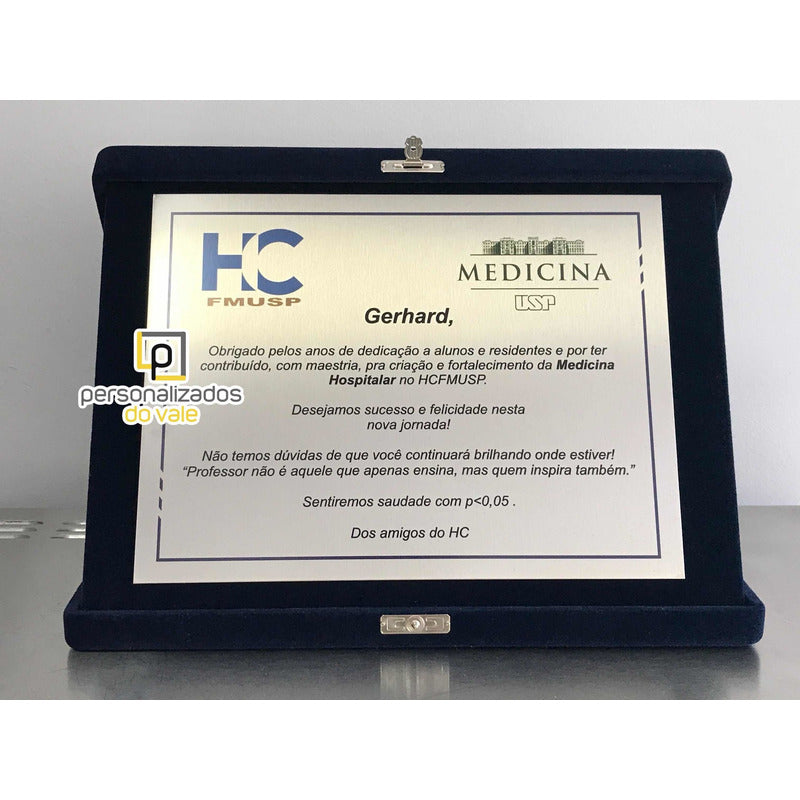 HC
FMUSP
MEDICINA
USP
Gerhard,
Obrigado pelos anos de dedicação a alunos e residentes e por ter
contribuído, com maestria, pra criação e fortalecimento da Medicina
Hospitalar no HCFMUSP.
Desejamos sucesso e felicidade nesta
nova jornada!
Não temos dúvidas de que você continuará brilhando onde estiver!
“Professor não é aquele que apenas ensina, mas quem inspira também.”
Sentiremos saudade com p<0,05 .
Dos amigos do HC
p
personalizados
do vale